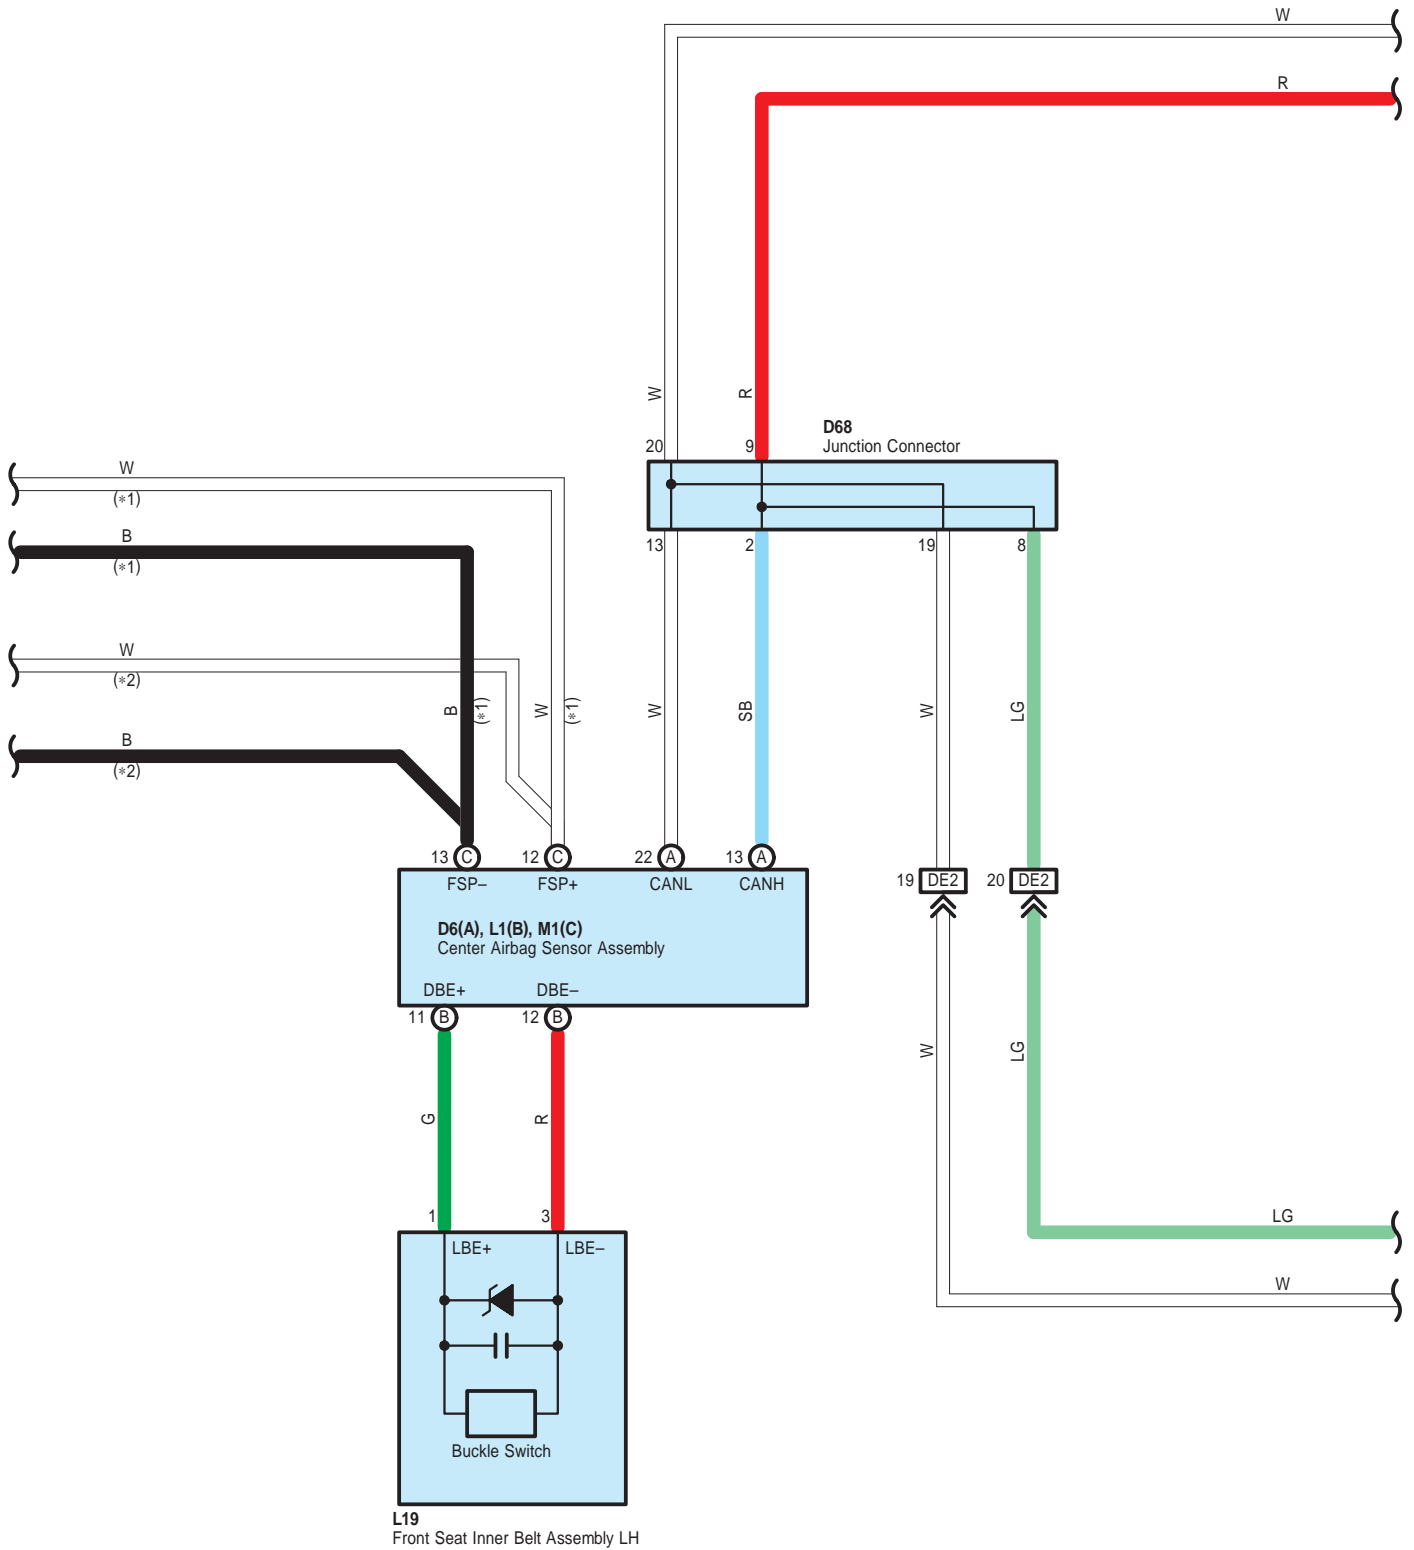 W
R
W
R
D68
Junction Connector
20
9
W
(*1)
B
(*1)
13
2
19
8
W
(*2)
B
(*1)
W
(*1)
W
SB
W
LG
B
(*2)
13 C
12 C
22 A
13 A
FSP–
FSP+
CANL
CANH
19 DE2
20 DE2
D6(A), L1(B), M1(C)
Center Airbag Sensor Assembly
DBE+
DBE–
11 B
12 B
W
LG
G
R
1
3
LG
LBE+
LBE–
W
Buckle Switch
L19
Front Seat Inner Belt Assembly LH